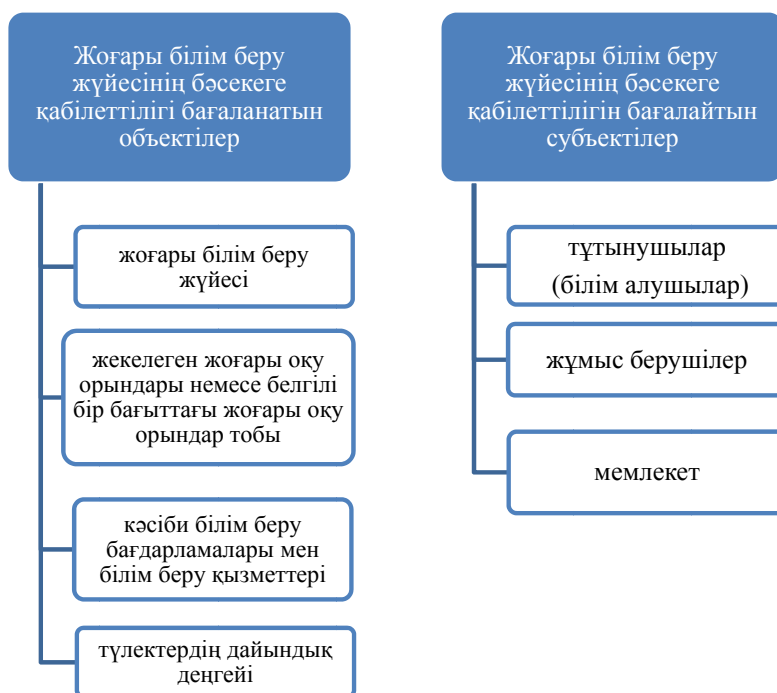 Жоғары білім беру
жүйесінің бәсекеге
қабілеттілігі бағаланатын
объектілер
жоғары білім беру
жүйесі
жекелеген жоғары оқу
орындары немесе белгілі
бір бағыттағы жоғары оқу
орындар тобы
кәсіби білім беру
бағдарламалары мен
білім беру қызметтері
түлектердің дайындық
деңгейі
Жоғары білім беру
жүйесінің бәсекеге
қабілеттілігін бағалайтын
субъектілер
тұтынушылар
(білім алушылар)
жұмыс берушілер
мемлекет